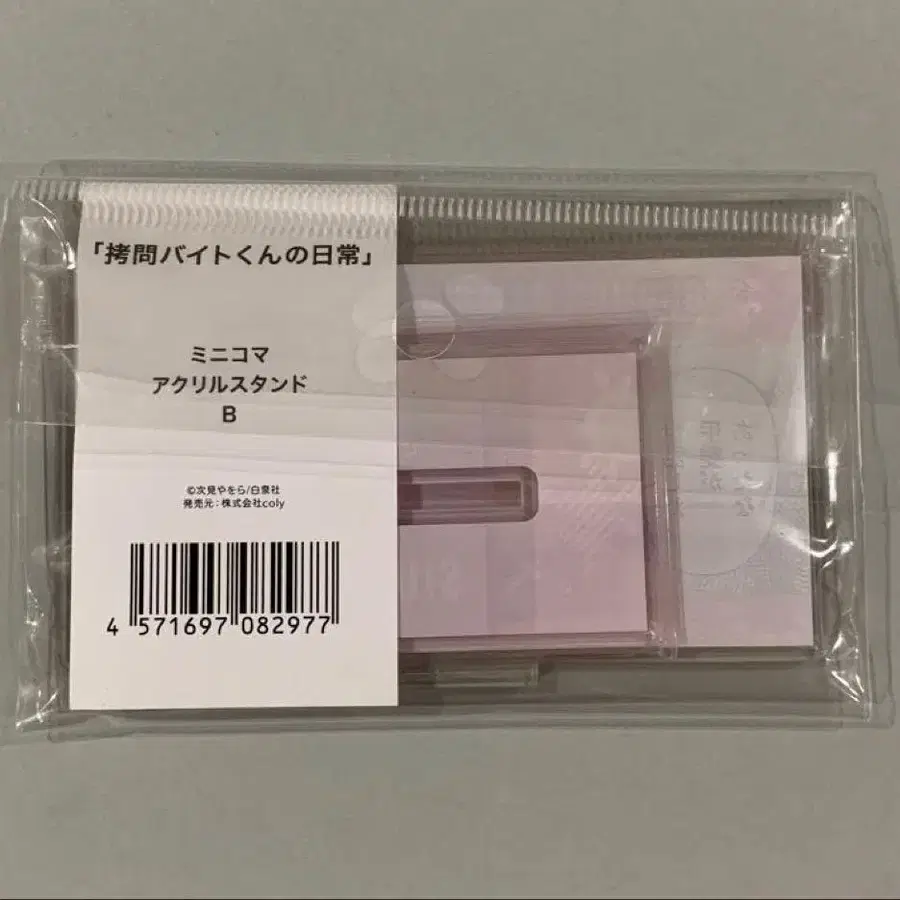 「拷問バイトくんの日常」
ミニコマ
アクリルスタンド
B
©次見やをら/白泉社
発売元：株式会社coly
4 571697 082977